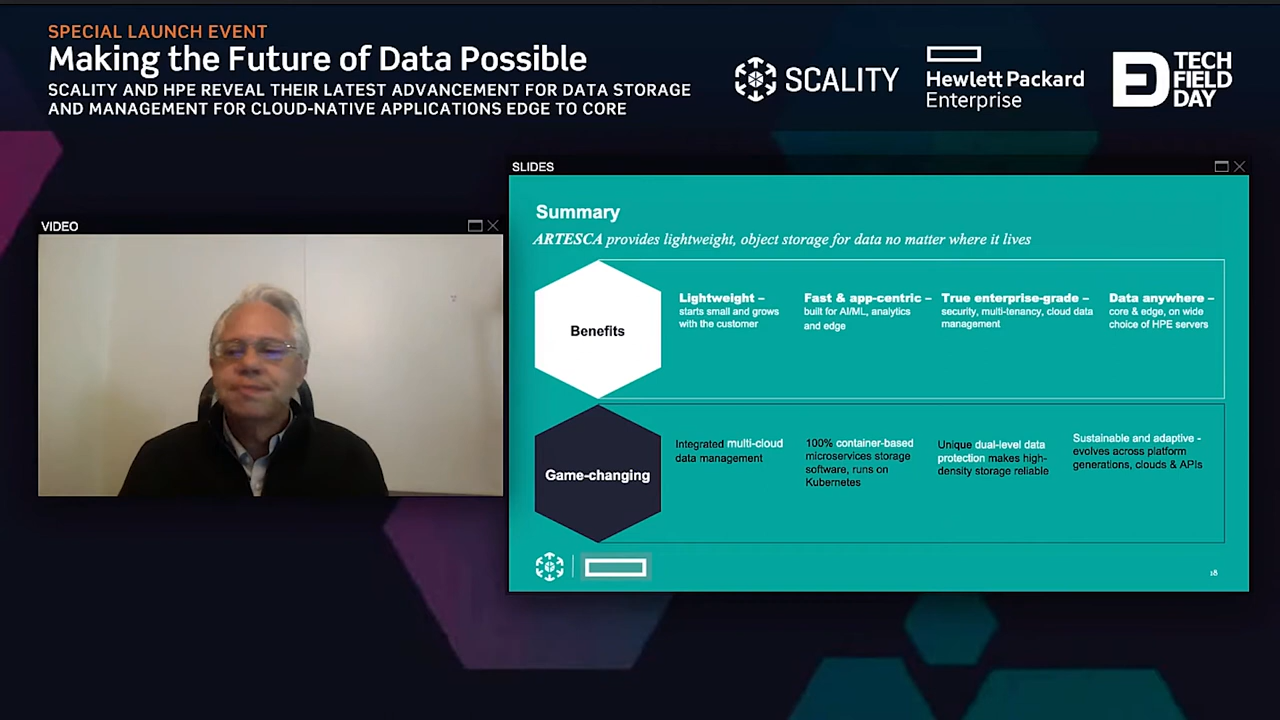 SPECIAL LAUNCH EVENT
Making the Future of Data Possible
SCALITY AND HPE REVEAL THEIR LATEST ADVANCEMENT FOR DATA STORAGE
AND MANAGEMENT FOR CLOUD-NATIVE APPLICATIONS EDGE TO CORE
SCALITY
Hewlett Packard
Enterprise
TECH
FIELD
DAY
VIDEO
SLIDES
Summary
ARTESCA provides lightweight, object storage for data no matter where it lives
Benefits
Lightweight –
starts small and grows
with the customer
Fast & app-centric –
built for AI/ML, analytics
and edge
True enterprise-grade –
security, multi-tenancy, cloud data
management
Data anywhere –
core & edge, on wide
choice of HPE servers
Game-changing
Integrated multi-cloud
data management
100% container-based
microservices storage
software, runs on
Kubernetes
Unique dual-level data
protection makes high-
density storage reliable
Sustainable and adaptive -
evolves across platform
generations, clouds & APIs
18